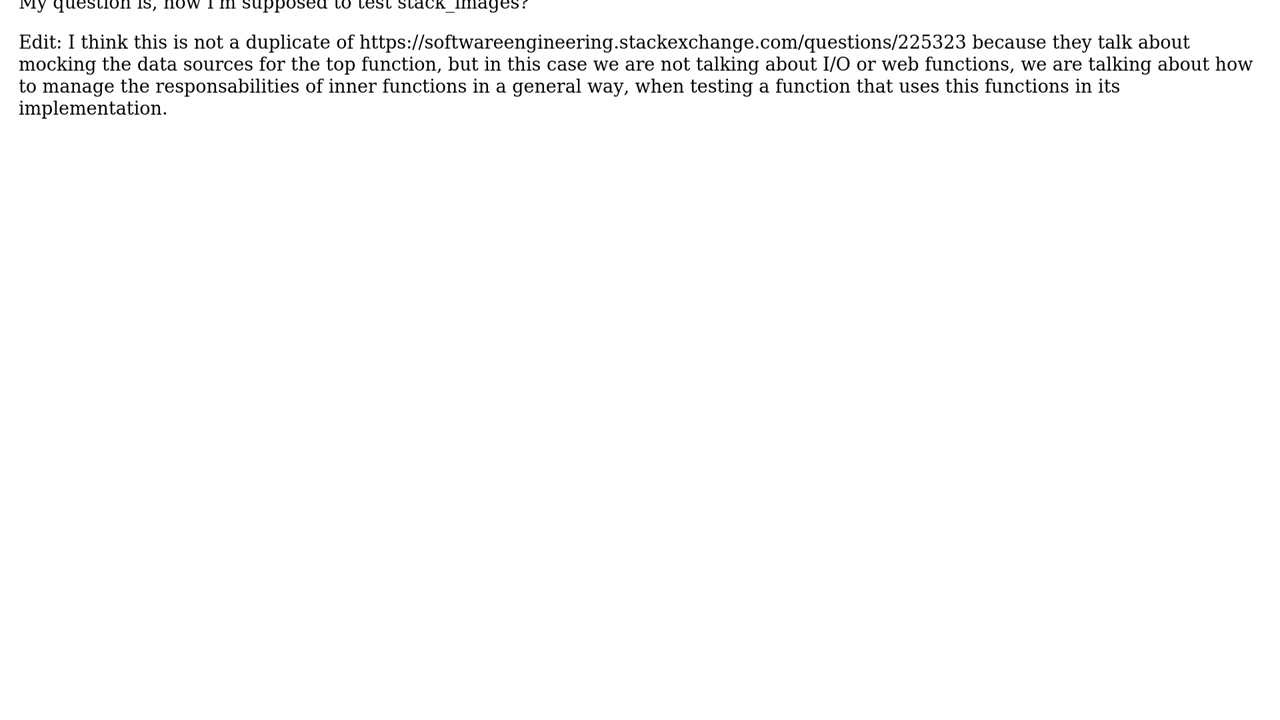 My question is, how I'm supposed to test stack_images?
Edit: I think this is not a duplicate of https://softwareengineering.stackexchange.com/questions/225323 because they talk about
mocking the data sources for the top function, but in this case we are not talking about I/O or web functions, we are talking about how
to manage the responsabilities of inner functions in a general way, when testing a function that uses this functions in its
implementation.